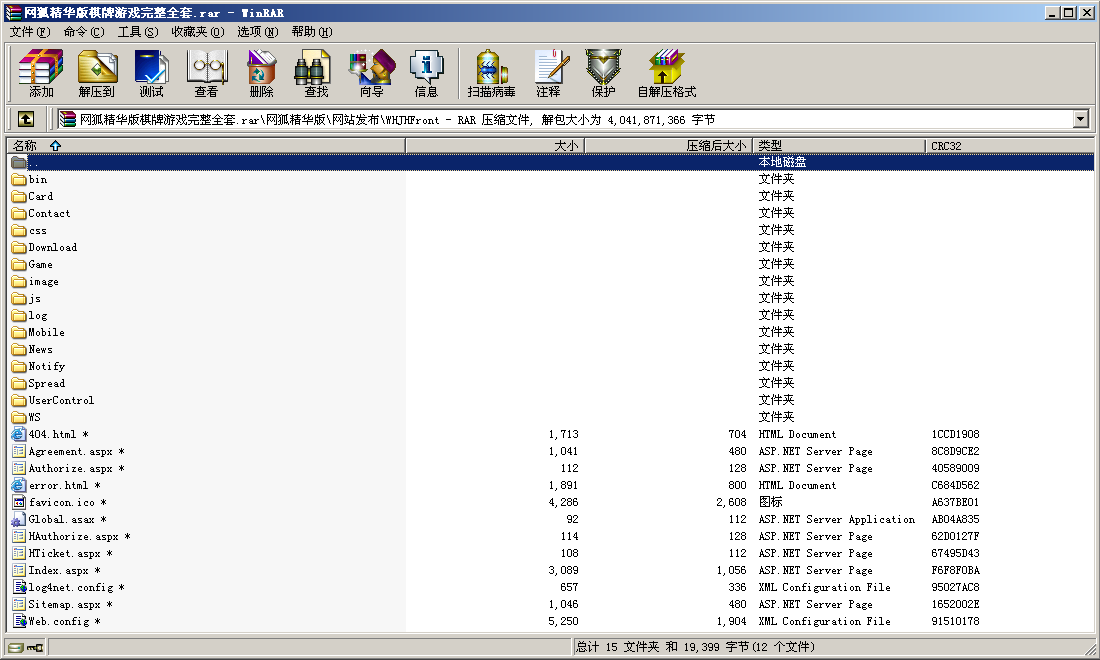 网狐精华版棋牌游戏完整全套.rar - WinRAR
文件(F) 命令(C) 工具(S) 收藏夹(O) 选项(N) 帮助(H)
添加 解压到 测试 查看 删除 查找 向导 信息 扫描病毒 注释 保护 自解压格式
网狐精华版棋牌游戏完整全套.rar\网狐精华版\网站发布\WHJHFront - RAR 压缩文件, 解包大小为 4,041,871,366 字节
名称 大小 压缩后大小 类型 CRC32
.. 本地磁盘
bin 文件夹
Card 文件夹
Contact 文件夹
css 文件夹
Download 文件夹
Game 文件夹
image 文件夹
js 文件夹
log 文件夹
Mobile 文件夹
News 文件夹
Notify 文件夹
Spread 文件夹
UserControl 文件夹
WS 文件夹
404.html * 1,713 704 HTML Document 1CCD1908
Agreement.aspx * 1,041 480 ASP.NET Server Page 8C8D9CE2
Authorize.aspx * 112 128 ASP.NET Server Page 40589009
error.html * 1,891 800 HTML Document C684D562
favicon.ico * 4,286 2,608 图标 A637BE01
Global.asax * 92 112 ASP.NET Server Application AB04A835
HAuthorize.aspx * 114 128 ASP.NET Server Page 62D0127F
HTicket.aspx * 108 112 ASP.NET Server Page 67495D43
Index.aspx * 3,089 1,056 ASP.NET Server Page F6F8F0BA
log4net.config * 657 336 XML Configuration File 95027AC8
Sitemap.aspx * 1,046 480 ASP.NET Server Page 1652002E
Web.config * 5,250 1,904 XML Configuration File 91510178
总计 15 文件夹 和 19,399 字节(12 个文件)